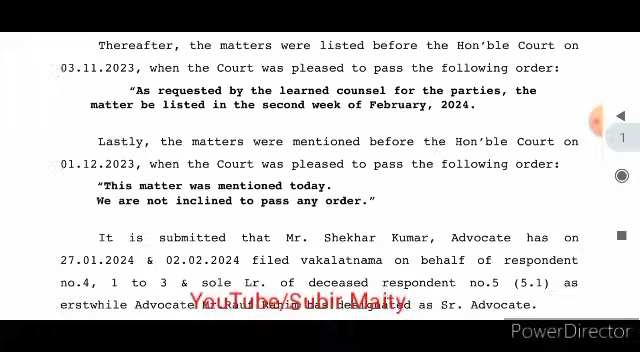 Thereafter, the matters were listed before the Hon'ble Court on
03.11.2023, when the Court was pleased to pass the following order:
"As requested by the learned counsel for the parties, the
matter be listed in the second week of February, 2024.
Lastly, the matters were mentioned before the Hon'ble Court on
01.12.2023, when the Court was pleased to pass the following order:
"This matter was mentioned today.
We are not inclined to pass any order."
It is submitted that Mr. Shekhar Kumar, Advocate has on
27.01.2024 & 02.02.2024 filed vakalatnama on behalf of respondent
no.4, 1 to 3 & sole Lr. of deceased respondent no.5 (5.1) as
erstwhile Advocate Mr Rauf Rahim has designated as Sr. Advocate.
YouTube/Subir Maity
1
PowerDirector